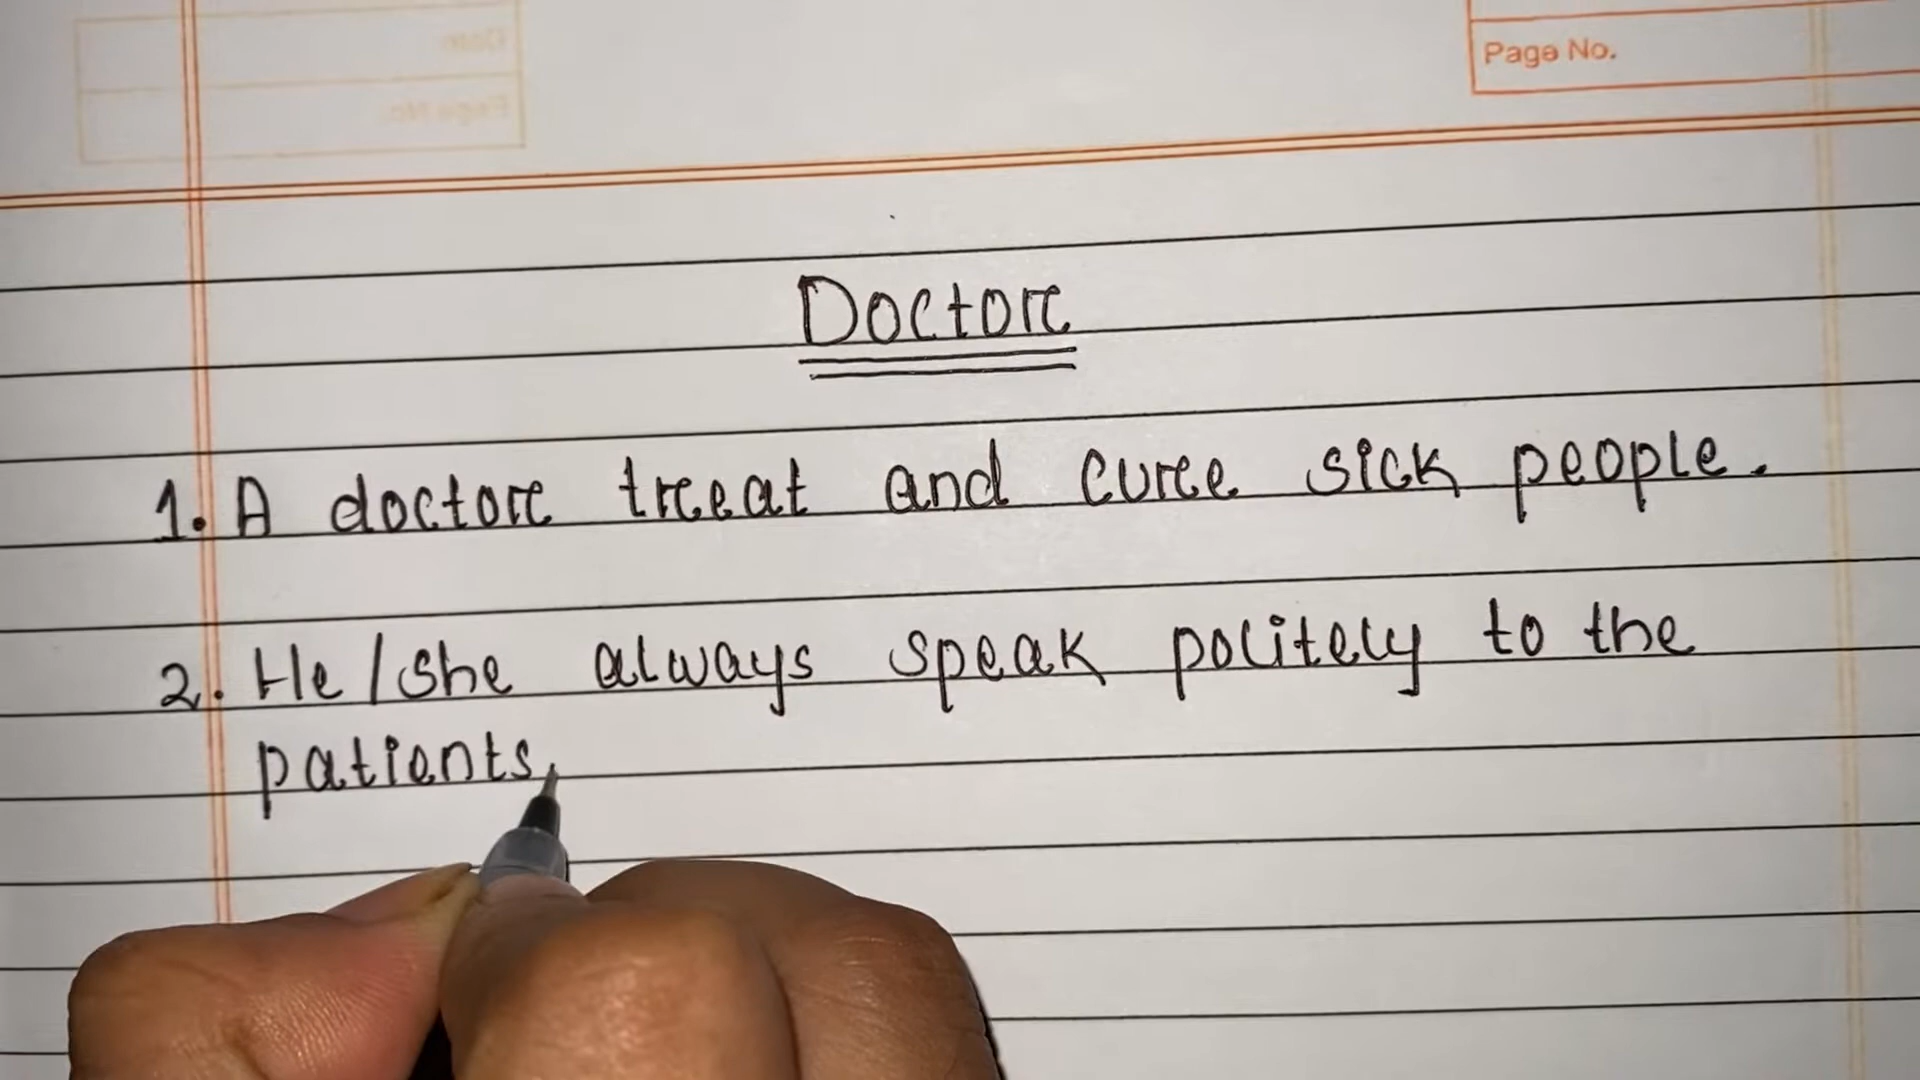 Page No.
Doctor
1. A doctor treat and cure sick people.
2. He/she always speak politely to the
patients.